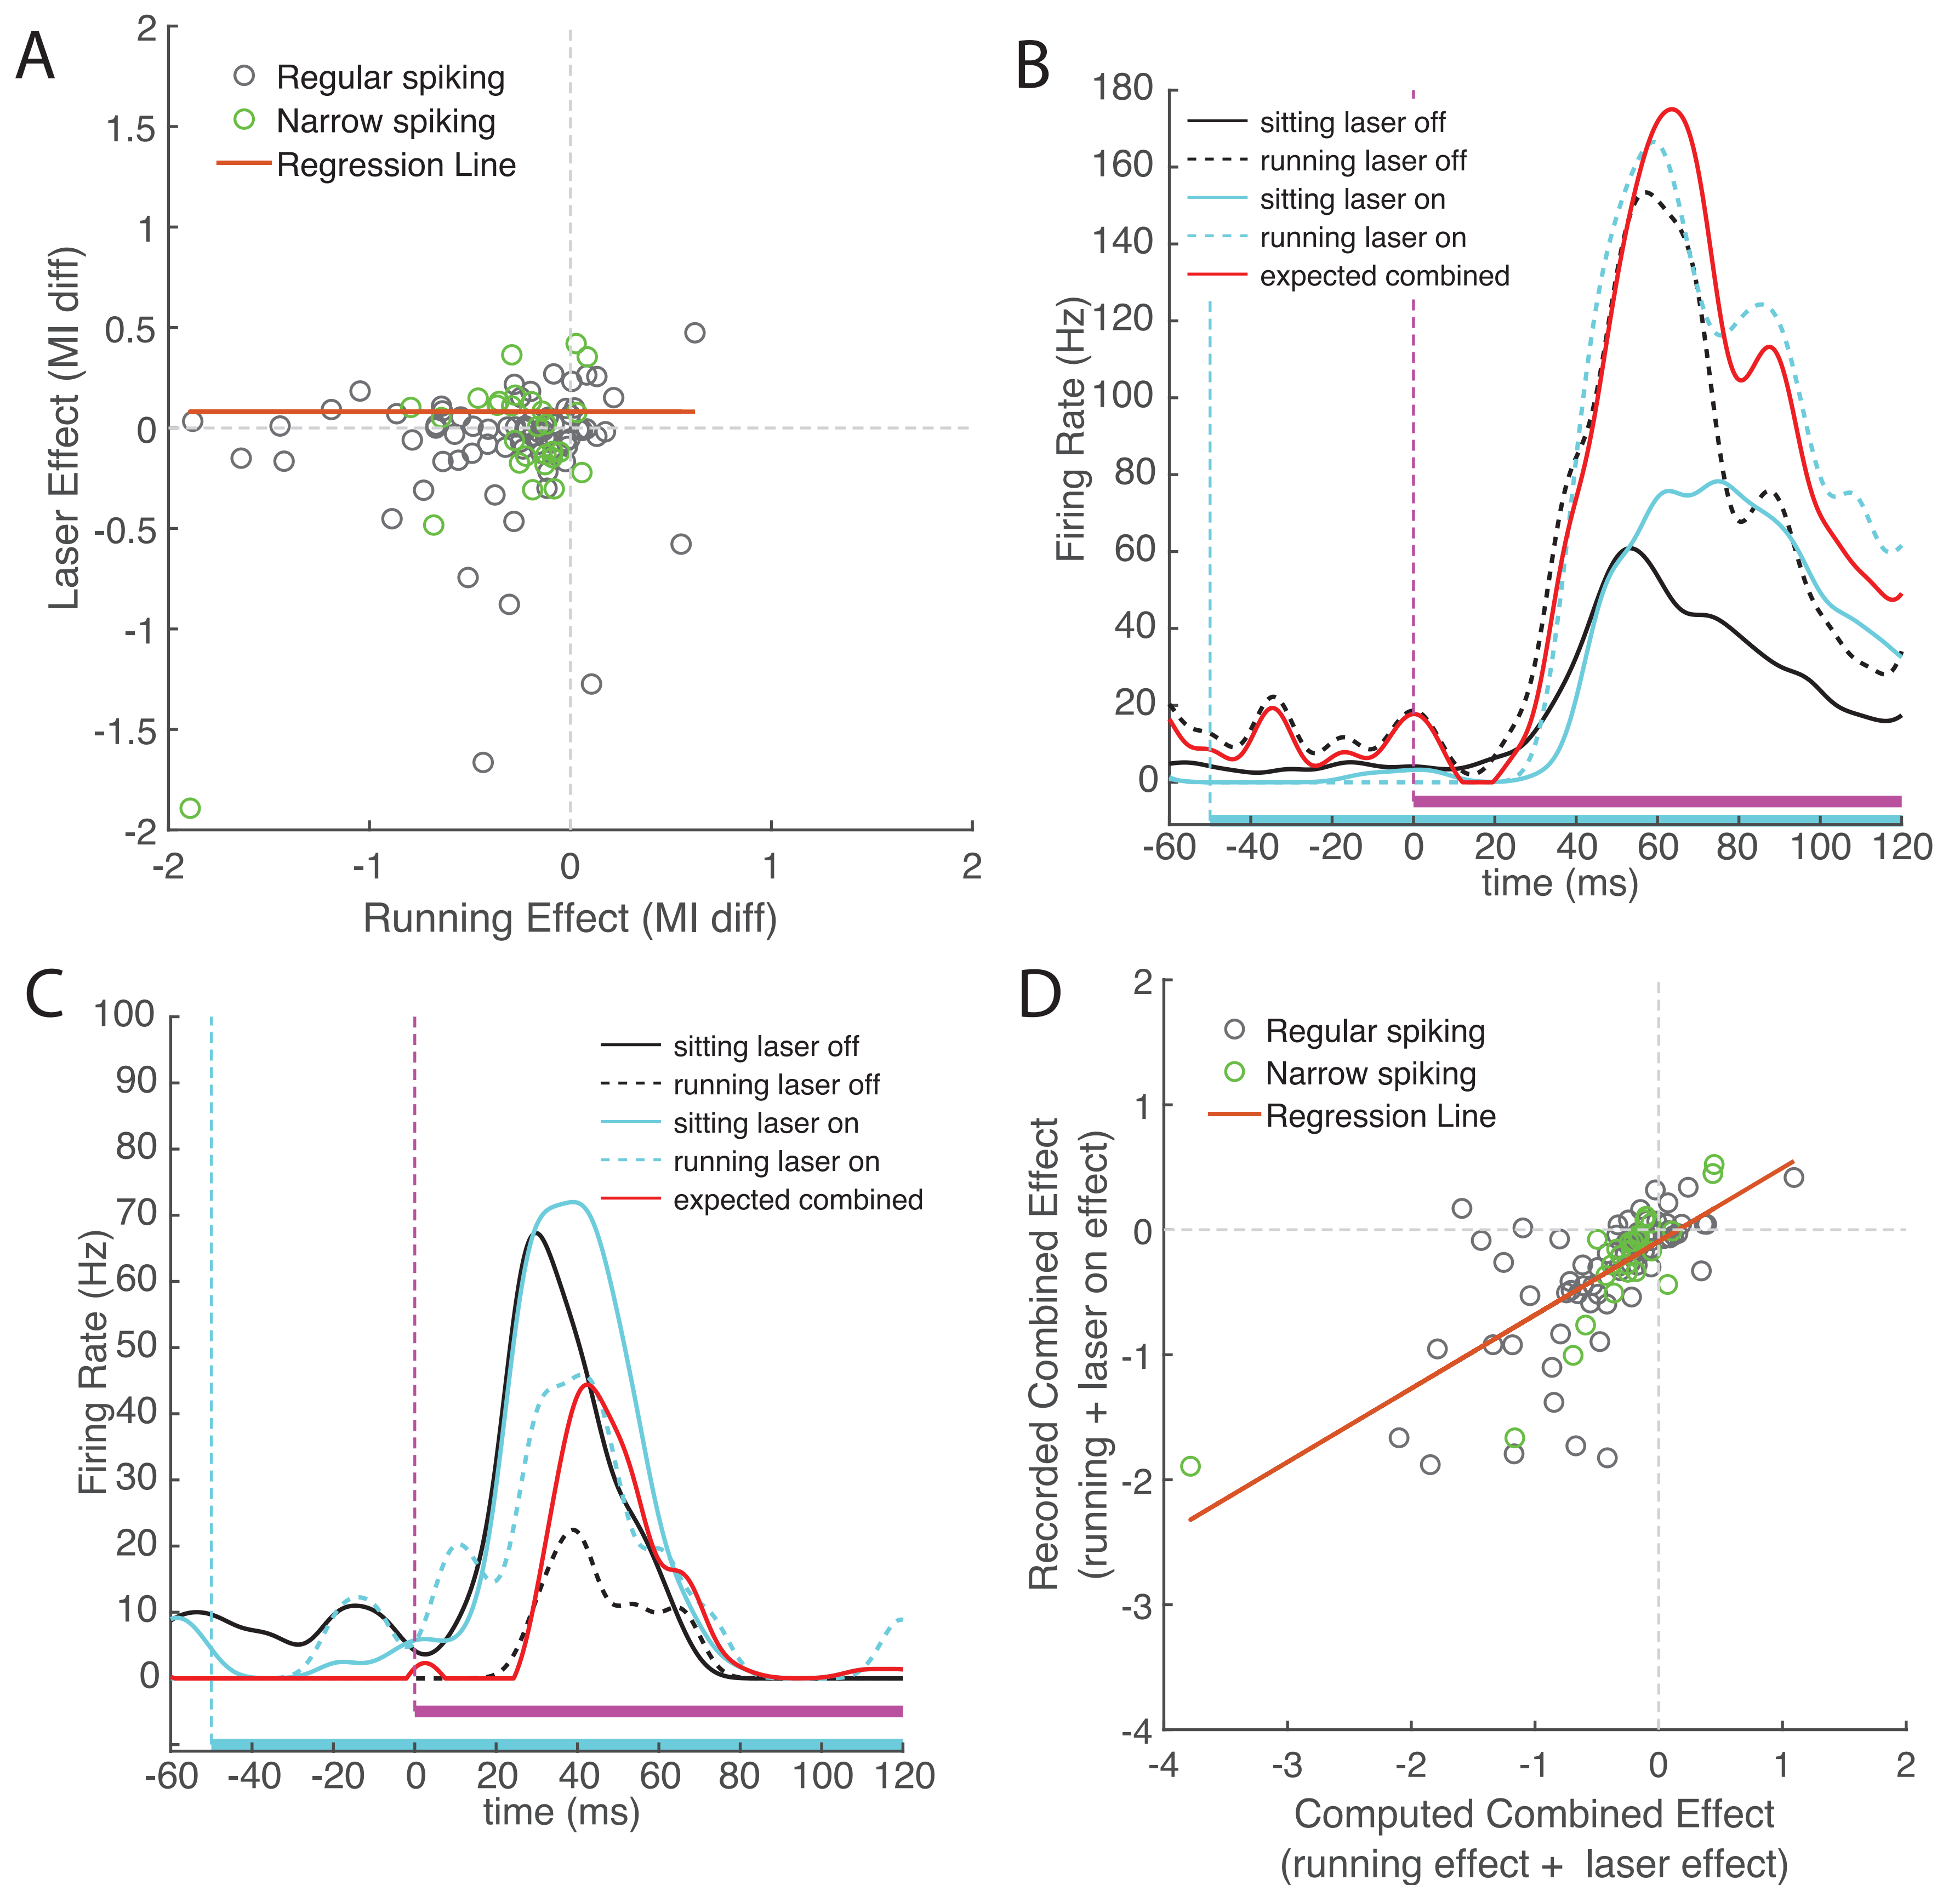 A
2
1.5
1
0.5
0
-0.5
-1
-1.5
-2
-2
-1
0
1
2
Laser Effect (MI diff)
Running Effect (MI diff)
Regular spiking
Narrow spiking
Regression Line
B
180
160
140
120
100
80
60
40
20
0
-60
-40
-20
0
20
40
60
80
100
120
Firing Rate (Hz)
time (ms)
sitting laser off
running laser off
sitting laser on
running laser on
expected combined
C
100
90
80
70
60
50
40
30
20
10
0
-60
-40
-20
0
20
40
60
80
100
120
Firing Rate (Hz)
time (ms)
sitting laser off
running laser off
sitting laser on
running laser on
expected combined
D
2
1
0
-1
-2
-3
-4
-4
-3
-2
-1
0
1
2
Recorded Combined Effect
(running + laser on effect)
Computed Combined Effect
(running effect + laser effect)
Regular spiking
Narrow spiking
Regression Line